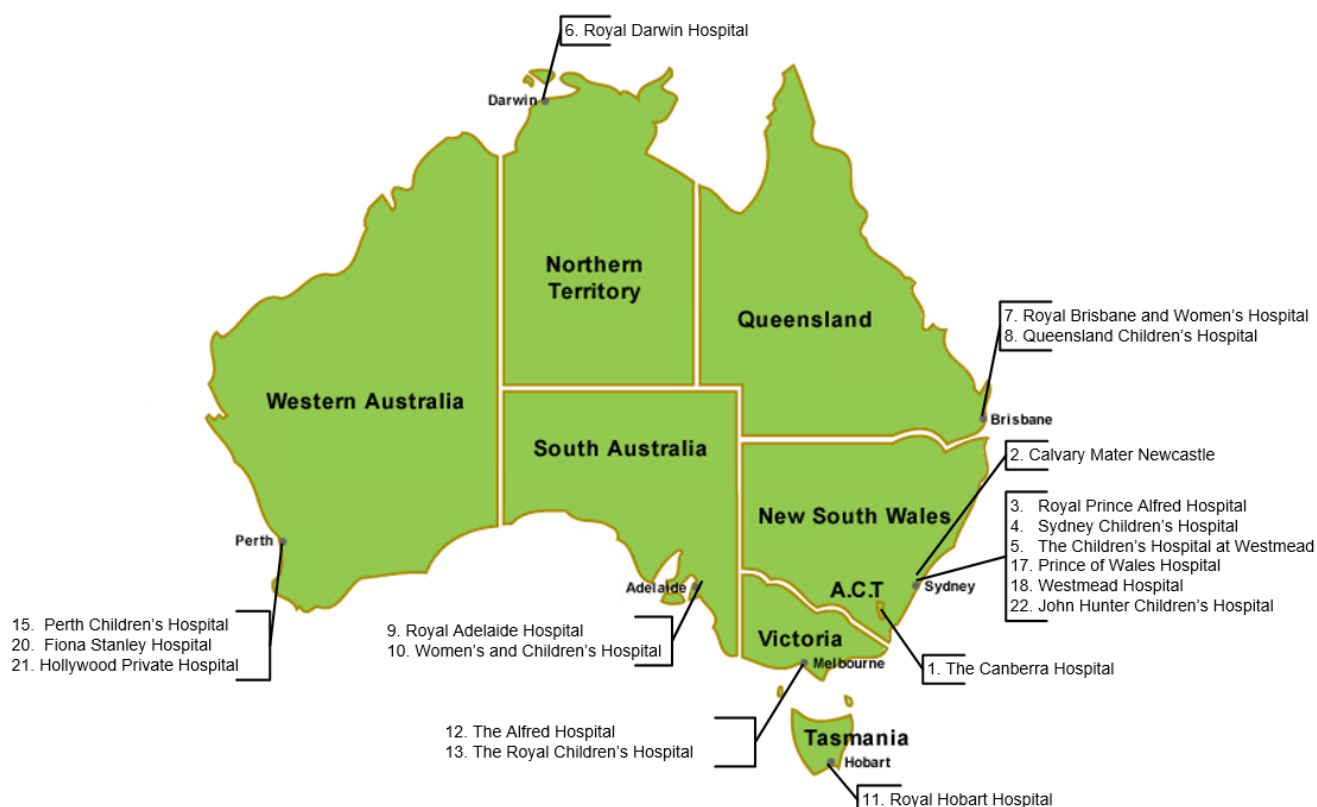 6. Royal Darwin Hospital
Darwin
Northern
Territory
Queensland
7. Royal Brisbane and Women’s Hospital
8. Queensland Children’s Hospital
Western Australia
Brisbane
South Australia
2. Calvary Mater Newcastle
New South Wales
3. Royal Prince Alfred Hospital
4. Sydney Children’s Hospital
5. The Children’s Hospital at Westmead
17. Prince of Wales Hospital
18. Westmead Hospital
22. John Hunter Children’s Hospital
Perth
Adelaide
A.C.T
Sydney
15. Perth Children’s Hospital
20. Fiona Stanley Hospital
21. Hollywood Private Hospital
9. Royal Adelaide Hospital
10. Women’s and Children’s Hospital
Victoria
Melbourne
1. The Canberra Hospital
12. The Alfred Hospital
13. The Royal Children’s Hospital
Tasmania
Hobart
11. Royal Hobart Hospital